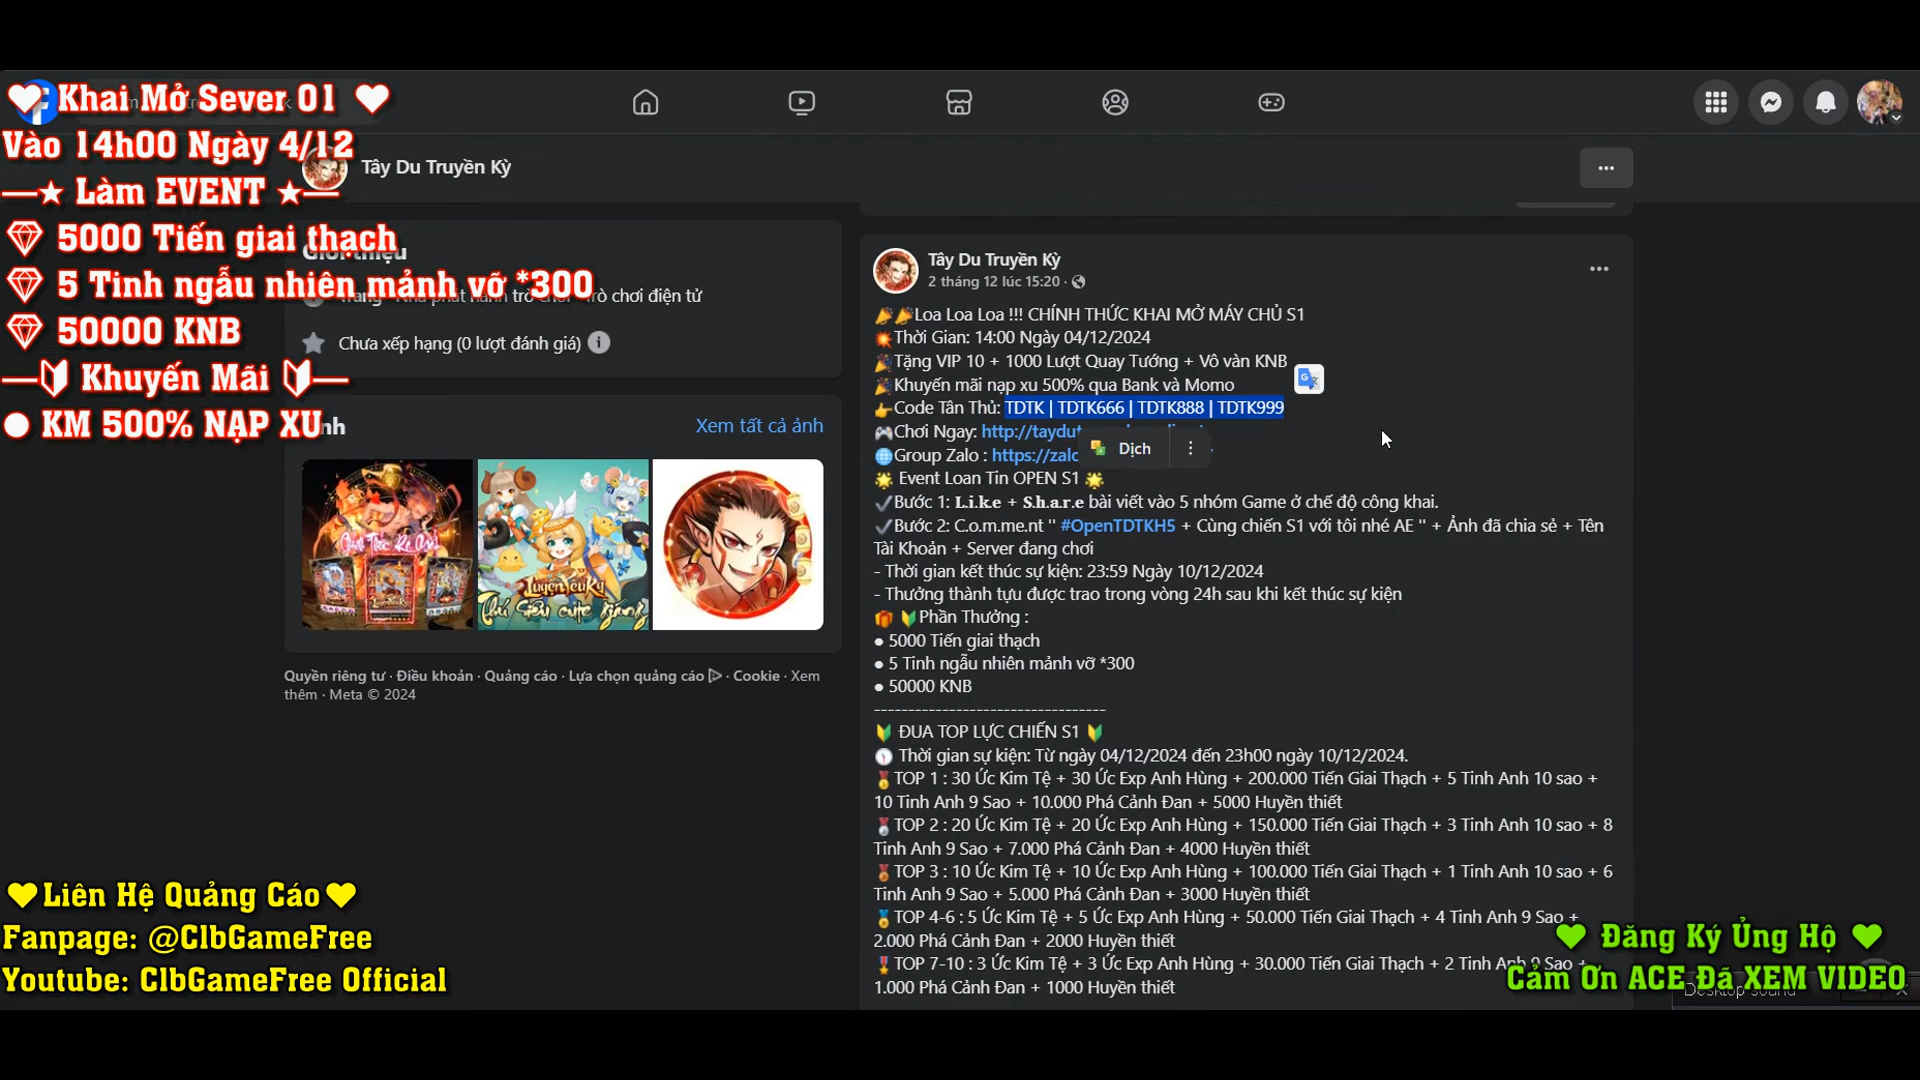 Khai Mở Sever 01
Vào 14h00 Ngày 4/12
Làm EVENT
5000 Tiến giai thạch
5 Tinh ngẫu nhiên mảnh vỡ *300
50000 KNB
Khuyến Mãi
KM 500% NẠP XU
Tây Du Truyền Kỳ
Giới thiệu
trò chơi điện tử
Chưa xếp hạng (0 lượt đánh giá)
Xem tất cả ảnh
Luyện Yêu Ký
Quyền riêng tư · Điều khoản · Quảng cáo · Lựa chọn quảng cáo · Cookie · Xem
thêm · Meta © 2024
Tây Du Truyền Kỳ
2 tháng 12 lúc 15:20 ·
Loa Loa Loa !!! CHÍNH THỨC KHAI MỞ MÁY CHỦ S1
Thời Gian: 14:00 Ngày 04/12/2024
Tặng VIP 10 + 1000 Lượt Quay Tướng + Vô vàn KNB
Khuyến mãi nạp xu 500% qua Bank và Momo
Code Tân Thủ: TDTK | TDTK666 | TDTK888 | TDTK999
Chơi Ngay: http://taydu
Dịch
Group Zalo : https://zalo
🌟 Event Loan Tin OPEN S1 🌟
✔Bước 1: L.i.k.e + S.h.a.r.e bài viết vào 5 nhóm Game ở chế độ công khai.
✔Bước 2: C.o.m.me.nt " #OpenTDTKH5 + Cùng chiến S1 với tôi nhé AE " + Ảnh đã chia sẻ + Tên
Tài Khoản + Server đang chơi
- Thời gian kết thúc sự kiện: 23:59 Ngày 10/12/2024
- Thưởng thành tựu được trao trong vòng 24h sau khi kết thúc sự kiện
Phần Thưởng :
● 5000 Tiến giai thạch
● 5 Tinh ngẫu nhiên mảnh vỡ *300
● 50000 KNB
----------------------------------
ĐUA TOP LỰC CHIẾN S1
Thời gian sự kiện: Từ ngày 04/12/2024 đến 23h00 ngày 10/12/2024.
TOP 1 : 30 Ức Kim Tệ + 30 Ức Exp Anh Hùng + 200.000 Tiến Giai Thạch + 5 Tinh Anh 10 sao +
10 Tinh Anh 9 Sao + 10.000 Phá Cảnh Đan + 5000 Huyền thiết
TOP 2 : 20 Ức Kim Tệ + 20 Ức Exp Anh Hùng + 150.000 Tiến Giai Thạch + 3 Tinh Anh 10 sao + 8
Tinh Anh 9 Sao + 7.000 Phá Cảnh Đan + 4000 Huyền thiết
TOP 3 : 10 Ức Kim Tệ + 10 Ức Exp Anh Hùng + 100.000 Tiến Giai Thạch + 1 Tinh Anh 10 sao + 6
Tinh Anh 9 Sao + 5.000 Phá Cảnh Đan + 3000 Huyền thiết
TOP 4-6 : 5 Ức Kim Tệ + 5 Ức Exp Anh Hùng + 50.000 Tiến Giai Thạch + 4 Tinh Anh 9 Sao +
2.000 Phá Cảnh Đan + 2000 Huyền thiết
TOP 7-10 : 3 Ức Kim Tệ + 3 Ức Exp Anh Hùng + 30.000 Tiến Giai Thạch + 2 Tinh Anh 9 Sao +
1.000 Phá Cảnh Đan + 1000 Huyền thiết
Liên Hệ Quảng Cáo
Fanpage: @ClbGameFree
Youtube: ClbGameFree Official
Đăng Ký Ủng Hộ
Cảm Ơn ACE Đã XEM VIDEO
Desktop sound